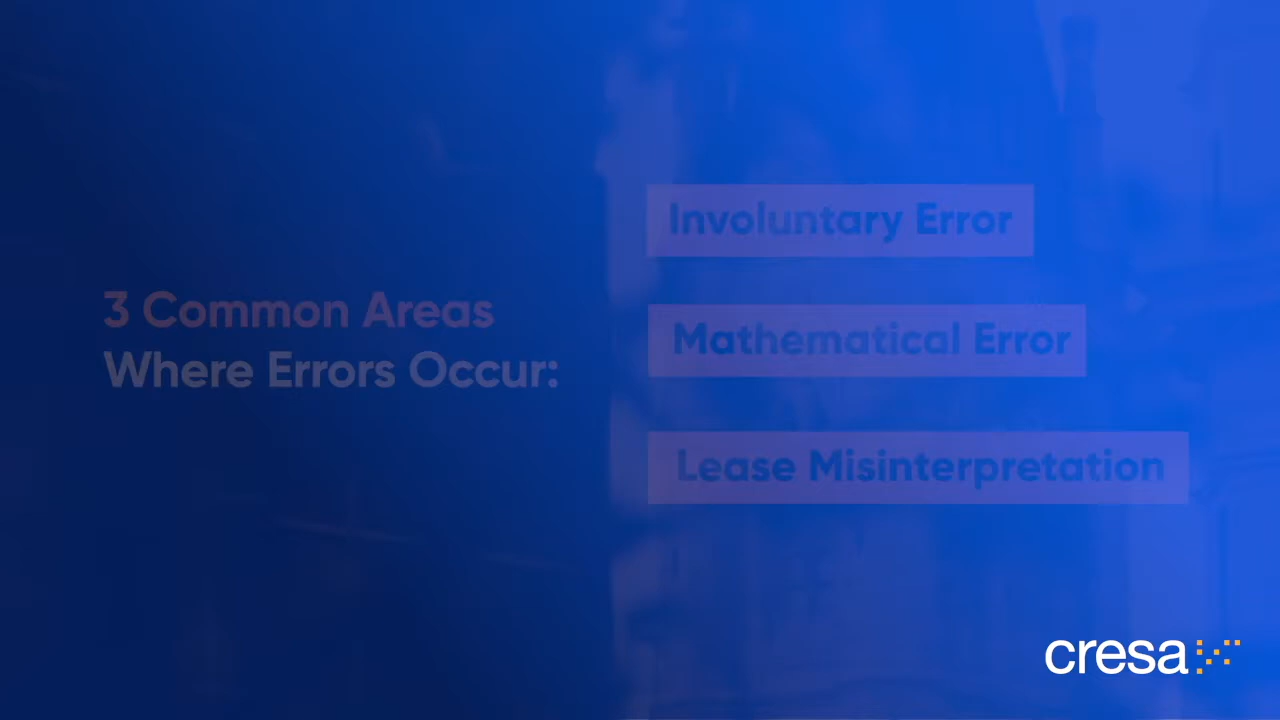 3 Common Areas
Where Errors Occur:
Involuntary Error
Mathematical Error
Lease Misinterpretation
cresa